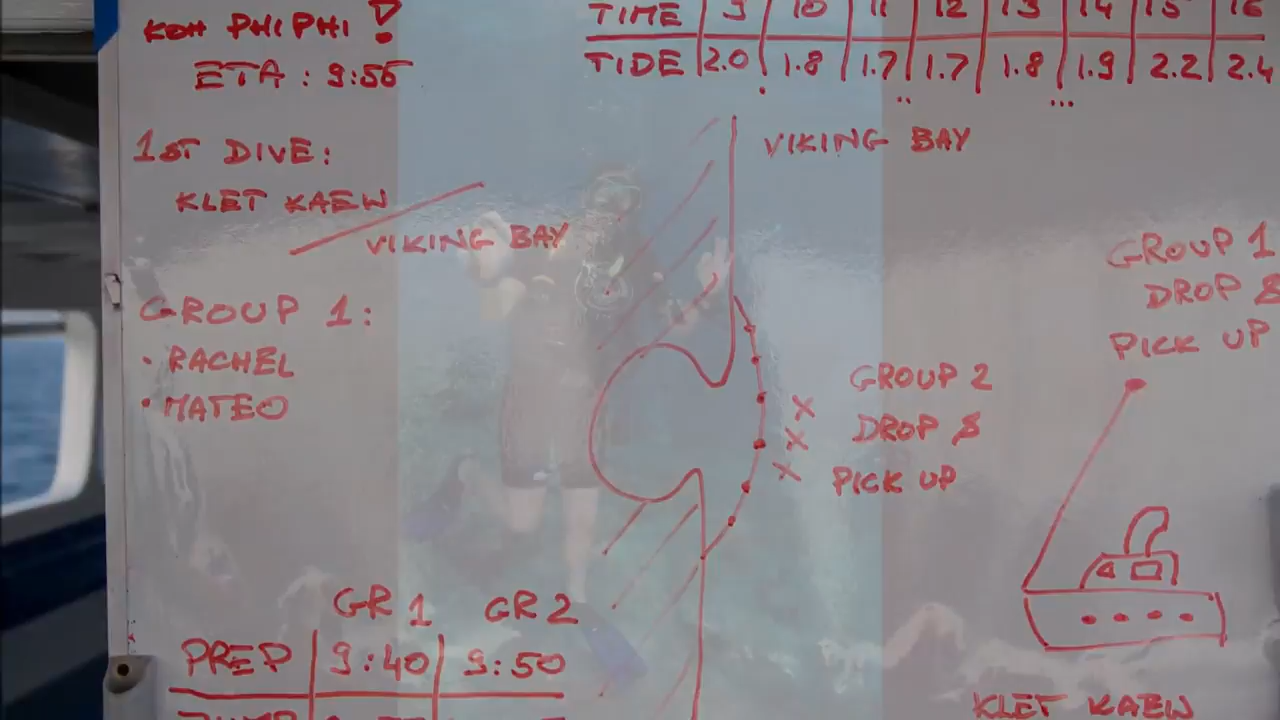 KOH PHI PHI !
ETA : 9:55
TIME 9 10 11 12 13 14 15 16
TIDE 2.0 1.8 1.7 1.7 1.8 1.9 2.2 2.4
1ST DIVE:
KLET KAEW
VIKING BAY
VIKING BAY
GROUP 1:
• RACHEL
• MATEO
GROUP 2
DROP &
PICK UP
GROUP 1
DROP &
PICK UP
GR 1 GR 2
PREP 9:40 9:50
KLET KAEW